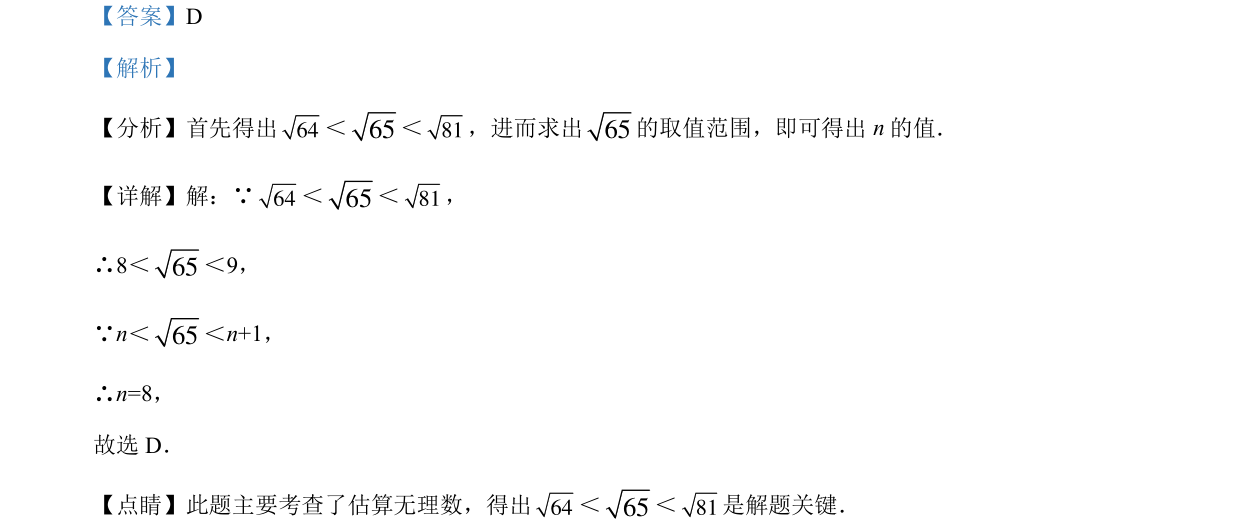 【答案】D
【解析】
【分析】首先得出√64＜√65＜√81，进而求出√65的取值范围，即可得出 n 的值．
【详解】解：∵√64＜√65＜√81，
∴8＜√65＜9，
∵n＜√65＜n+1，
∴n=8，
故选 D．
【点睛】此题主要考查了估算无理数，得出√64＜√65＜√81是解题关键．